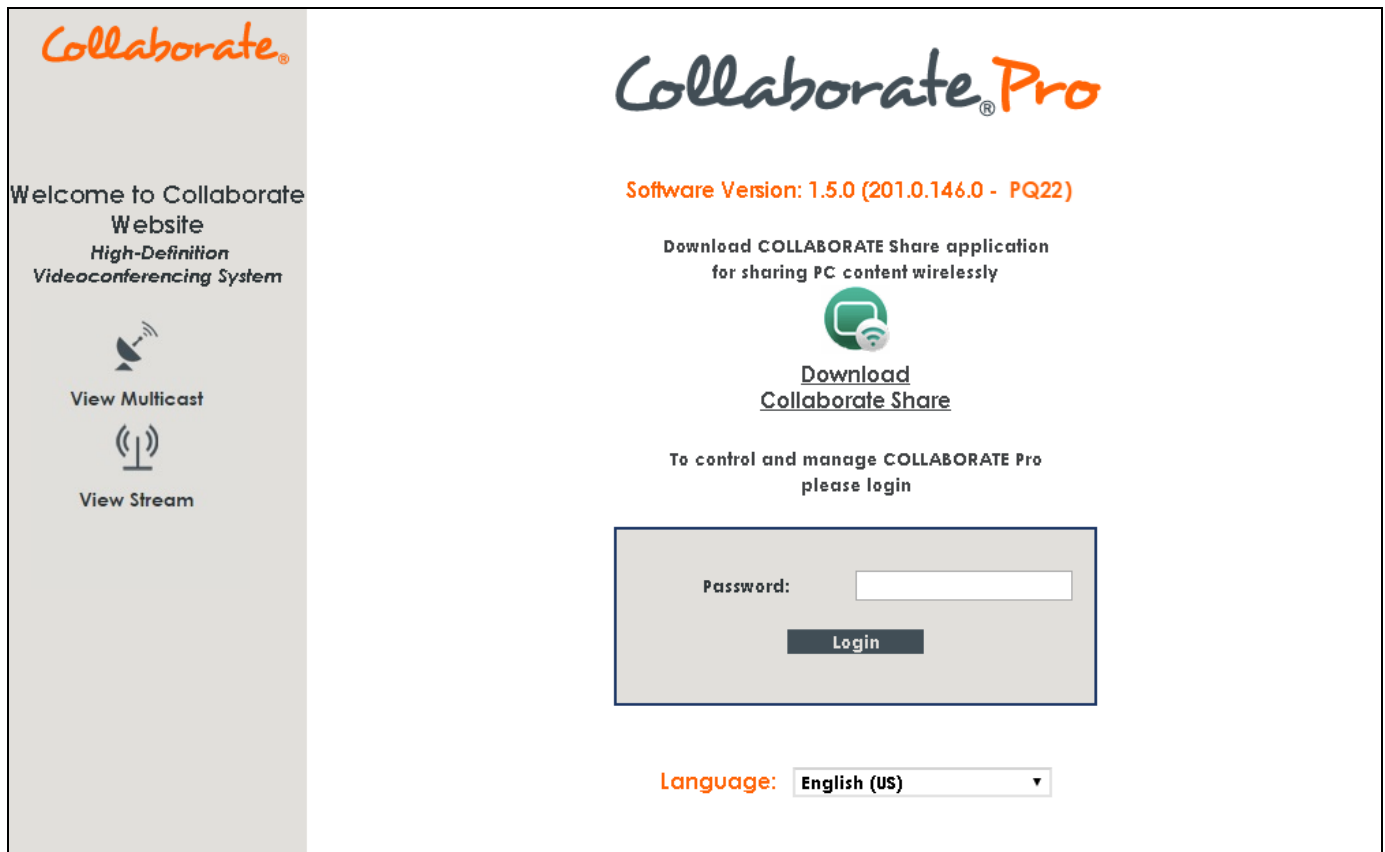 Collaborate®
Welcome to Collaborate
Website
High-Definition
Videoconferencing System
View Multicast
View Stream
Collaborate® Pro
Software Version: 1.5.0 (201.0.146.0 - PQ22)
Download COLLABORATE Share application
for sharing PC content wirelessly
Download
Collaborate Share
To control and manage COLLABORATE Pro
please login
Password:
Login
Language: English (US)